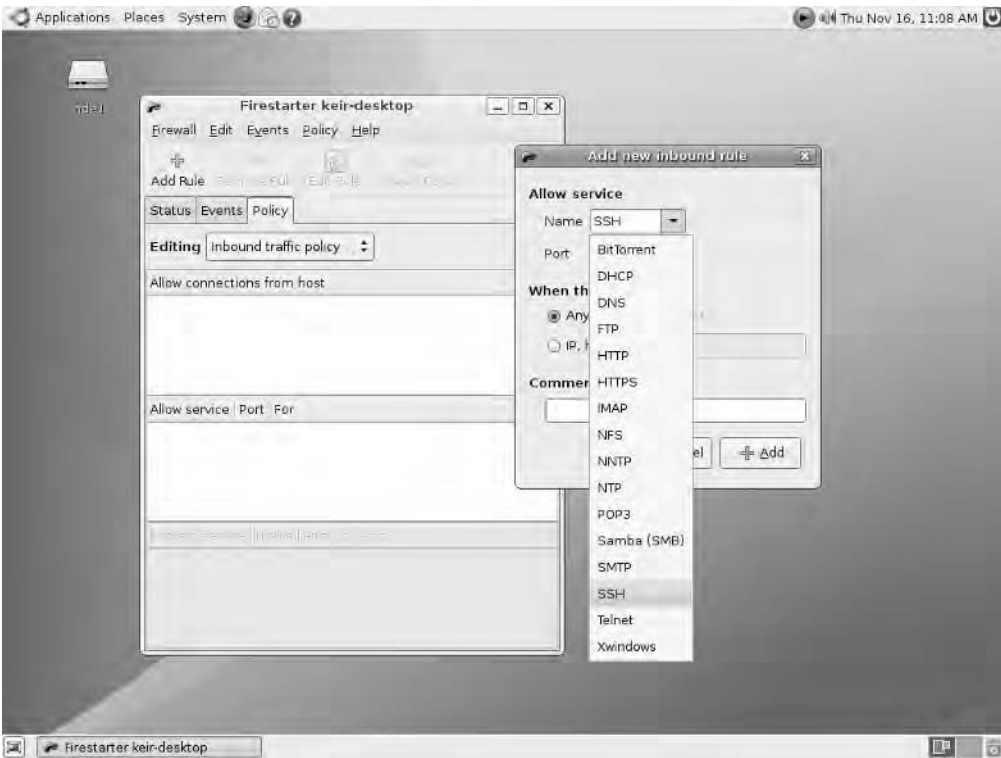 Applications Places System
Thu Nov 16, 11:08 AM
Firestarter keir-desktop
Firewall Edit Events Policy Help
Add Rule
Status Events Policy
Editing Inbound traffic policy
Allow connections from host
Allow service Port For
Add new inbound rule
Allow service
Name SSH
Port
When th
Any
IP, h
Commer
el
Add
BitTorrent
DHCP
DNS
FTP
HTTP
HTTPS
IMAP
NFS
NNTP
NTP
POP3
Samba (SMB)
SMTP
SSH
Telnet
Xwindows
Firestarter keir-desktop